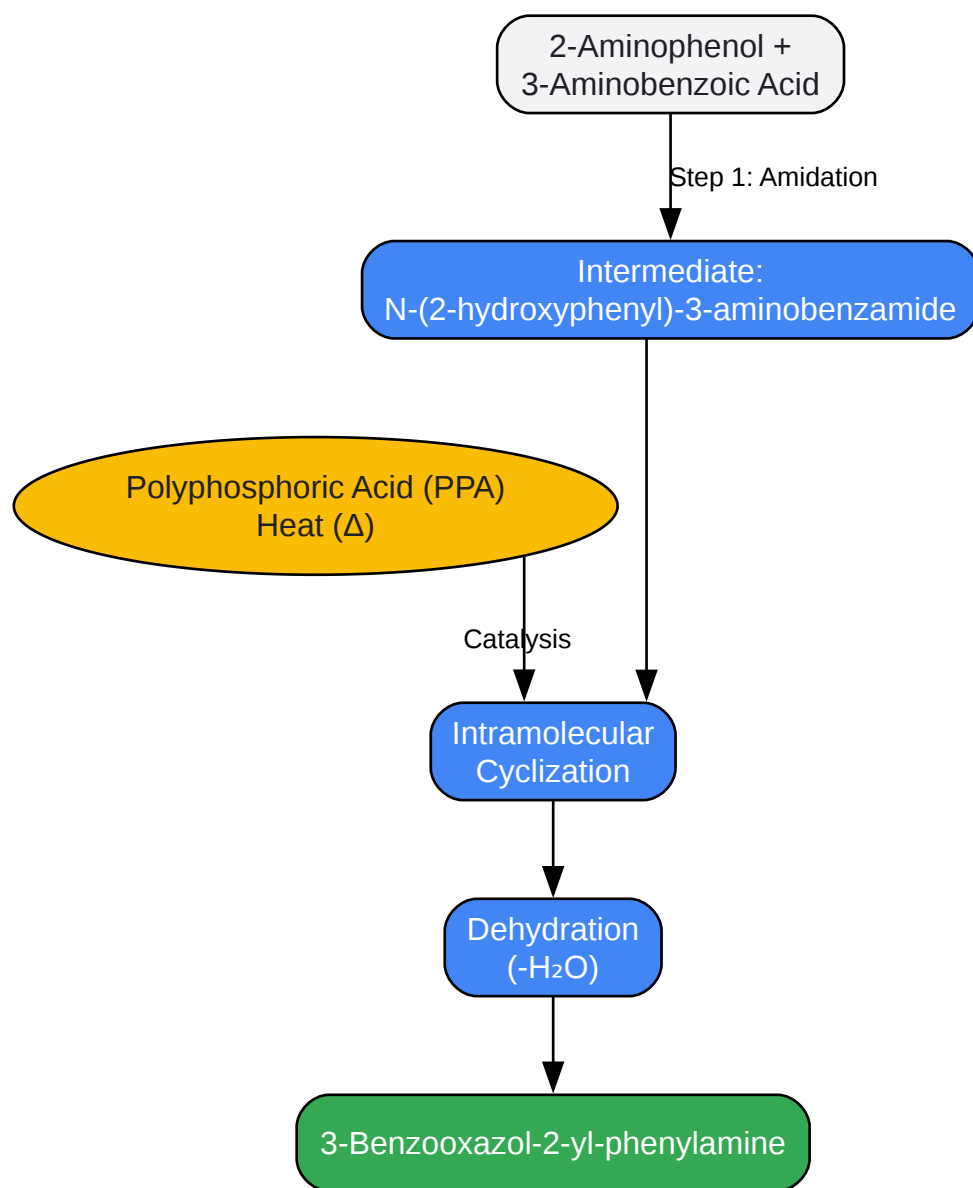 2-Aminophenol +
3-Aminobenzoic Acid
Step 1: Amidation
Intermediate:
N-(2-hydroxyphenyl)-3-aminobenzamide
Polyphosphoric Acid (PPA)
Heat (Δ)
Catalysis
Intramolecular
Cyclization
Dehydration
(-H₂O)
3-Benzooxazol-2-yl-phenylamine